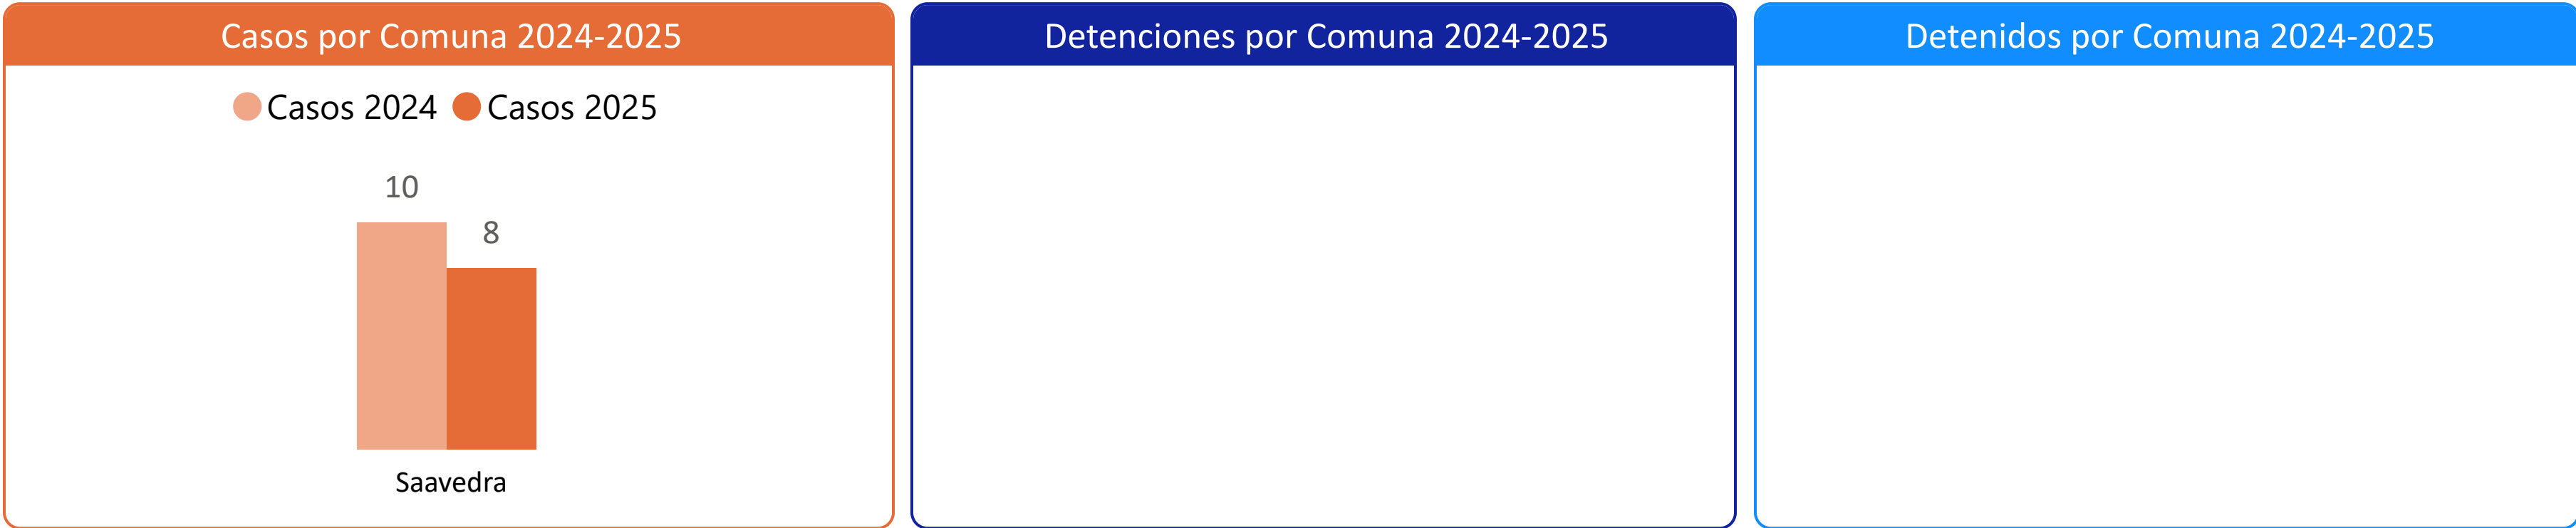 Casos por Comuna 2024-2025
Casos 2024 Casos 2025
10
8
Saavedra
Detenciones por Comuna 2024-2025
Detenidos por Comuna 2024-2025